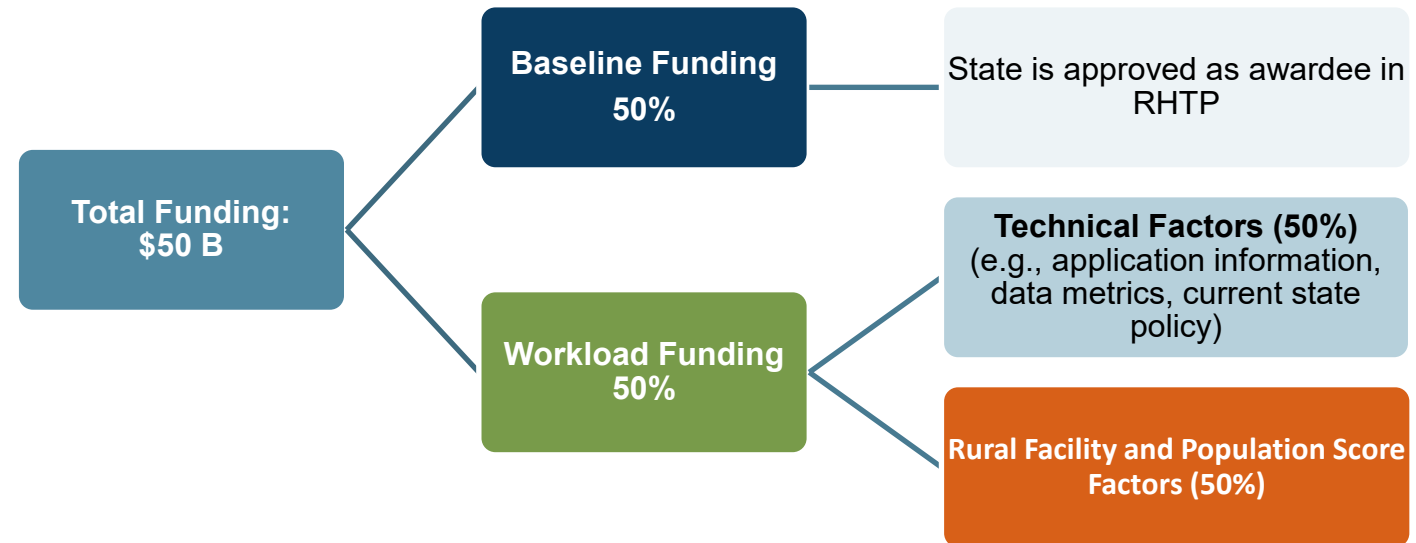 Total Funding:
$50 B
Baseline Funding
50%
State is approved as awardee in
RHTP
Workload Funding
50%
Technical Factors (50%)
(e.g., application information,
data metrics, current state
policy)
Rural Facility and Population Score
Factors (50%)